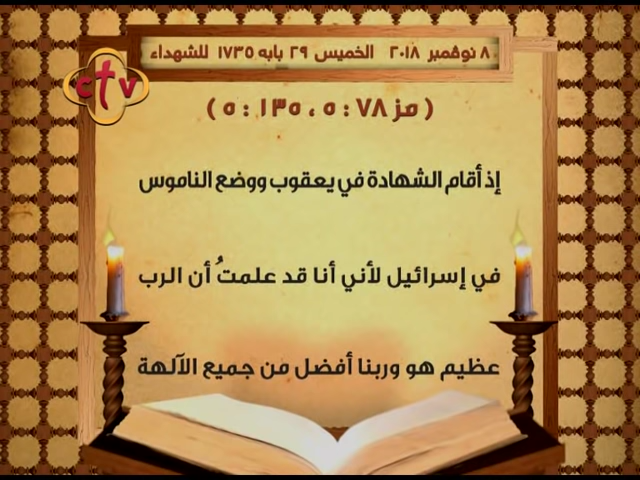 ٨ نوڤمبر ٢٠١٨ الخميس ٢٩ بابه ١٧٣٥ للشهداء
CTV
( مز ٧٨ : ٥ ، ١٣٥ : ٥ )
إذ أقام الشهادة في يعقوب ووضع الناموس
في إسرائيل لأني أنا قد علمتُ أن الرب
عظيم هو وربنا أفضل من جميع الآلهة